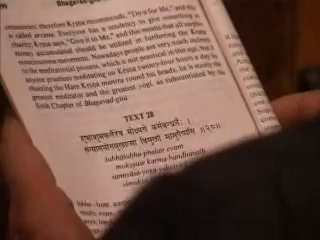 Bhagavad-gītā
ceremonies; therefore Kṛṣṇa recommends, "Do it for Me," and this
is called arcana. Everyone has a tendency to give something in
charity; Kṛṣṇa says, "Give it to Me," and this means that all surplus
money accumulated should be utilized in furthering the Kṛṣṇa
consciousness movement. Nowadays people are very much inclined
to the meditational process, which is not practical in this age, but if
anyone practices meditating on Kṛṣṇa twenty-four hours a day by
chanting the Hare Kṛṣṇa mantra round his beads, he is surely the
greatest meditator and the greatest yogī, as substantiated by the
Sixth Chapter of Bhagavad-gītā.
TEXT 28
शुभाशुभफलैरेवं मोक्ष्यसे कर्मबन्धनैः ।
संन्यासयोगयुक्तात्मा विमुक्तो मामुपैष्यसि ॥२८॥
śubhāśubha-phalair evaṁ
mokṣyase karma-bandhanaiḥ
sannyāsa-yoga-